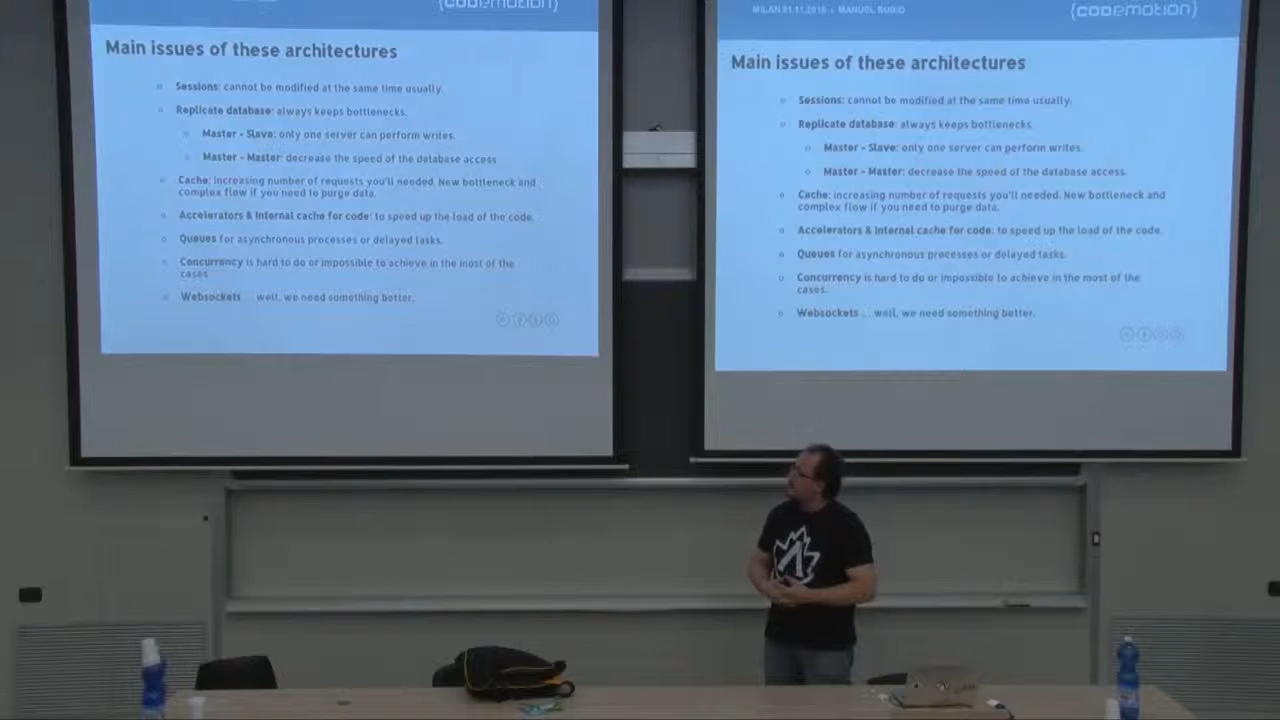 {codemotion}
Main issues of these architectures
Sessions: cannot be modified at the same time usually.
Replicate database: always keeps bottlenecks.
Master - Slave: only one server can perform writes.
Master - Master: decrease the speed of the database access
Cache: increasing number of requests you'll needed. New bottleneck and
complex flow if you need to purge data.
Accelerators & Internal cache for code: to speed up the load of the code.
Queues for asynchronous processes or delayed tasks.
Concurrency is hard to do or impossible to achieve in the most of the
cases
Websockets ... well, we need something better.
MILAN 21.11.2015 - MANUEL RUBIO
{codemotion}
Main issues of these architectures
Sessions: cannot be modified at the same time usually.
Replicate database: always keeps bottlenecks.
Master - Slave: only one server can perform writes.
Master - Master: decrease the speed of the database access.
Cache: increasing number of requests you'll needed. New bottleneck and
complex flow if you need to purge data.
Accelerators & Internal cache for code: to speed up the load of the code.
Queues for asynchronous processes or delayed tasks.
Concurrency is hard to do or impossible to achieve in the most of the
cases.
Websockets ... well, we need something better.